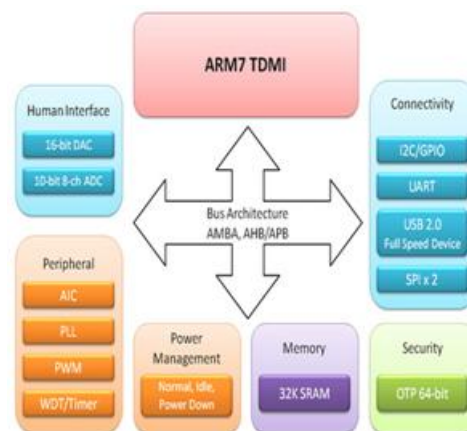 ARM7 TDMI
Human Interface
16-bit DAC
10-bit 8-ch ADC
Connectivity
I2C/GPIO
UART
USB 2.0
Full Speed Device
SPI x 2
Bus Architecture
AMBA, AHB/APB
Peripheral
AIC
PLL
PWM
WDT/Timer
Power
Management
Normal, Idle,
Power Down
Memory
32K SRAM
Security
OTP 64-bit